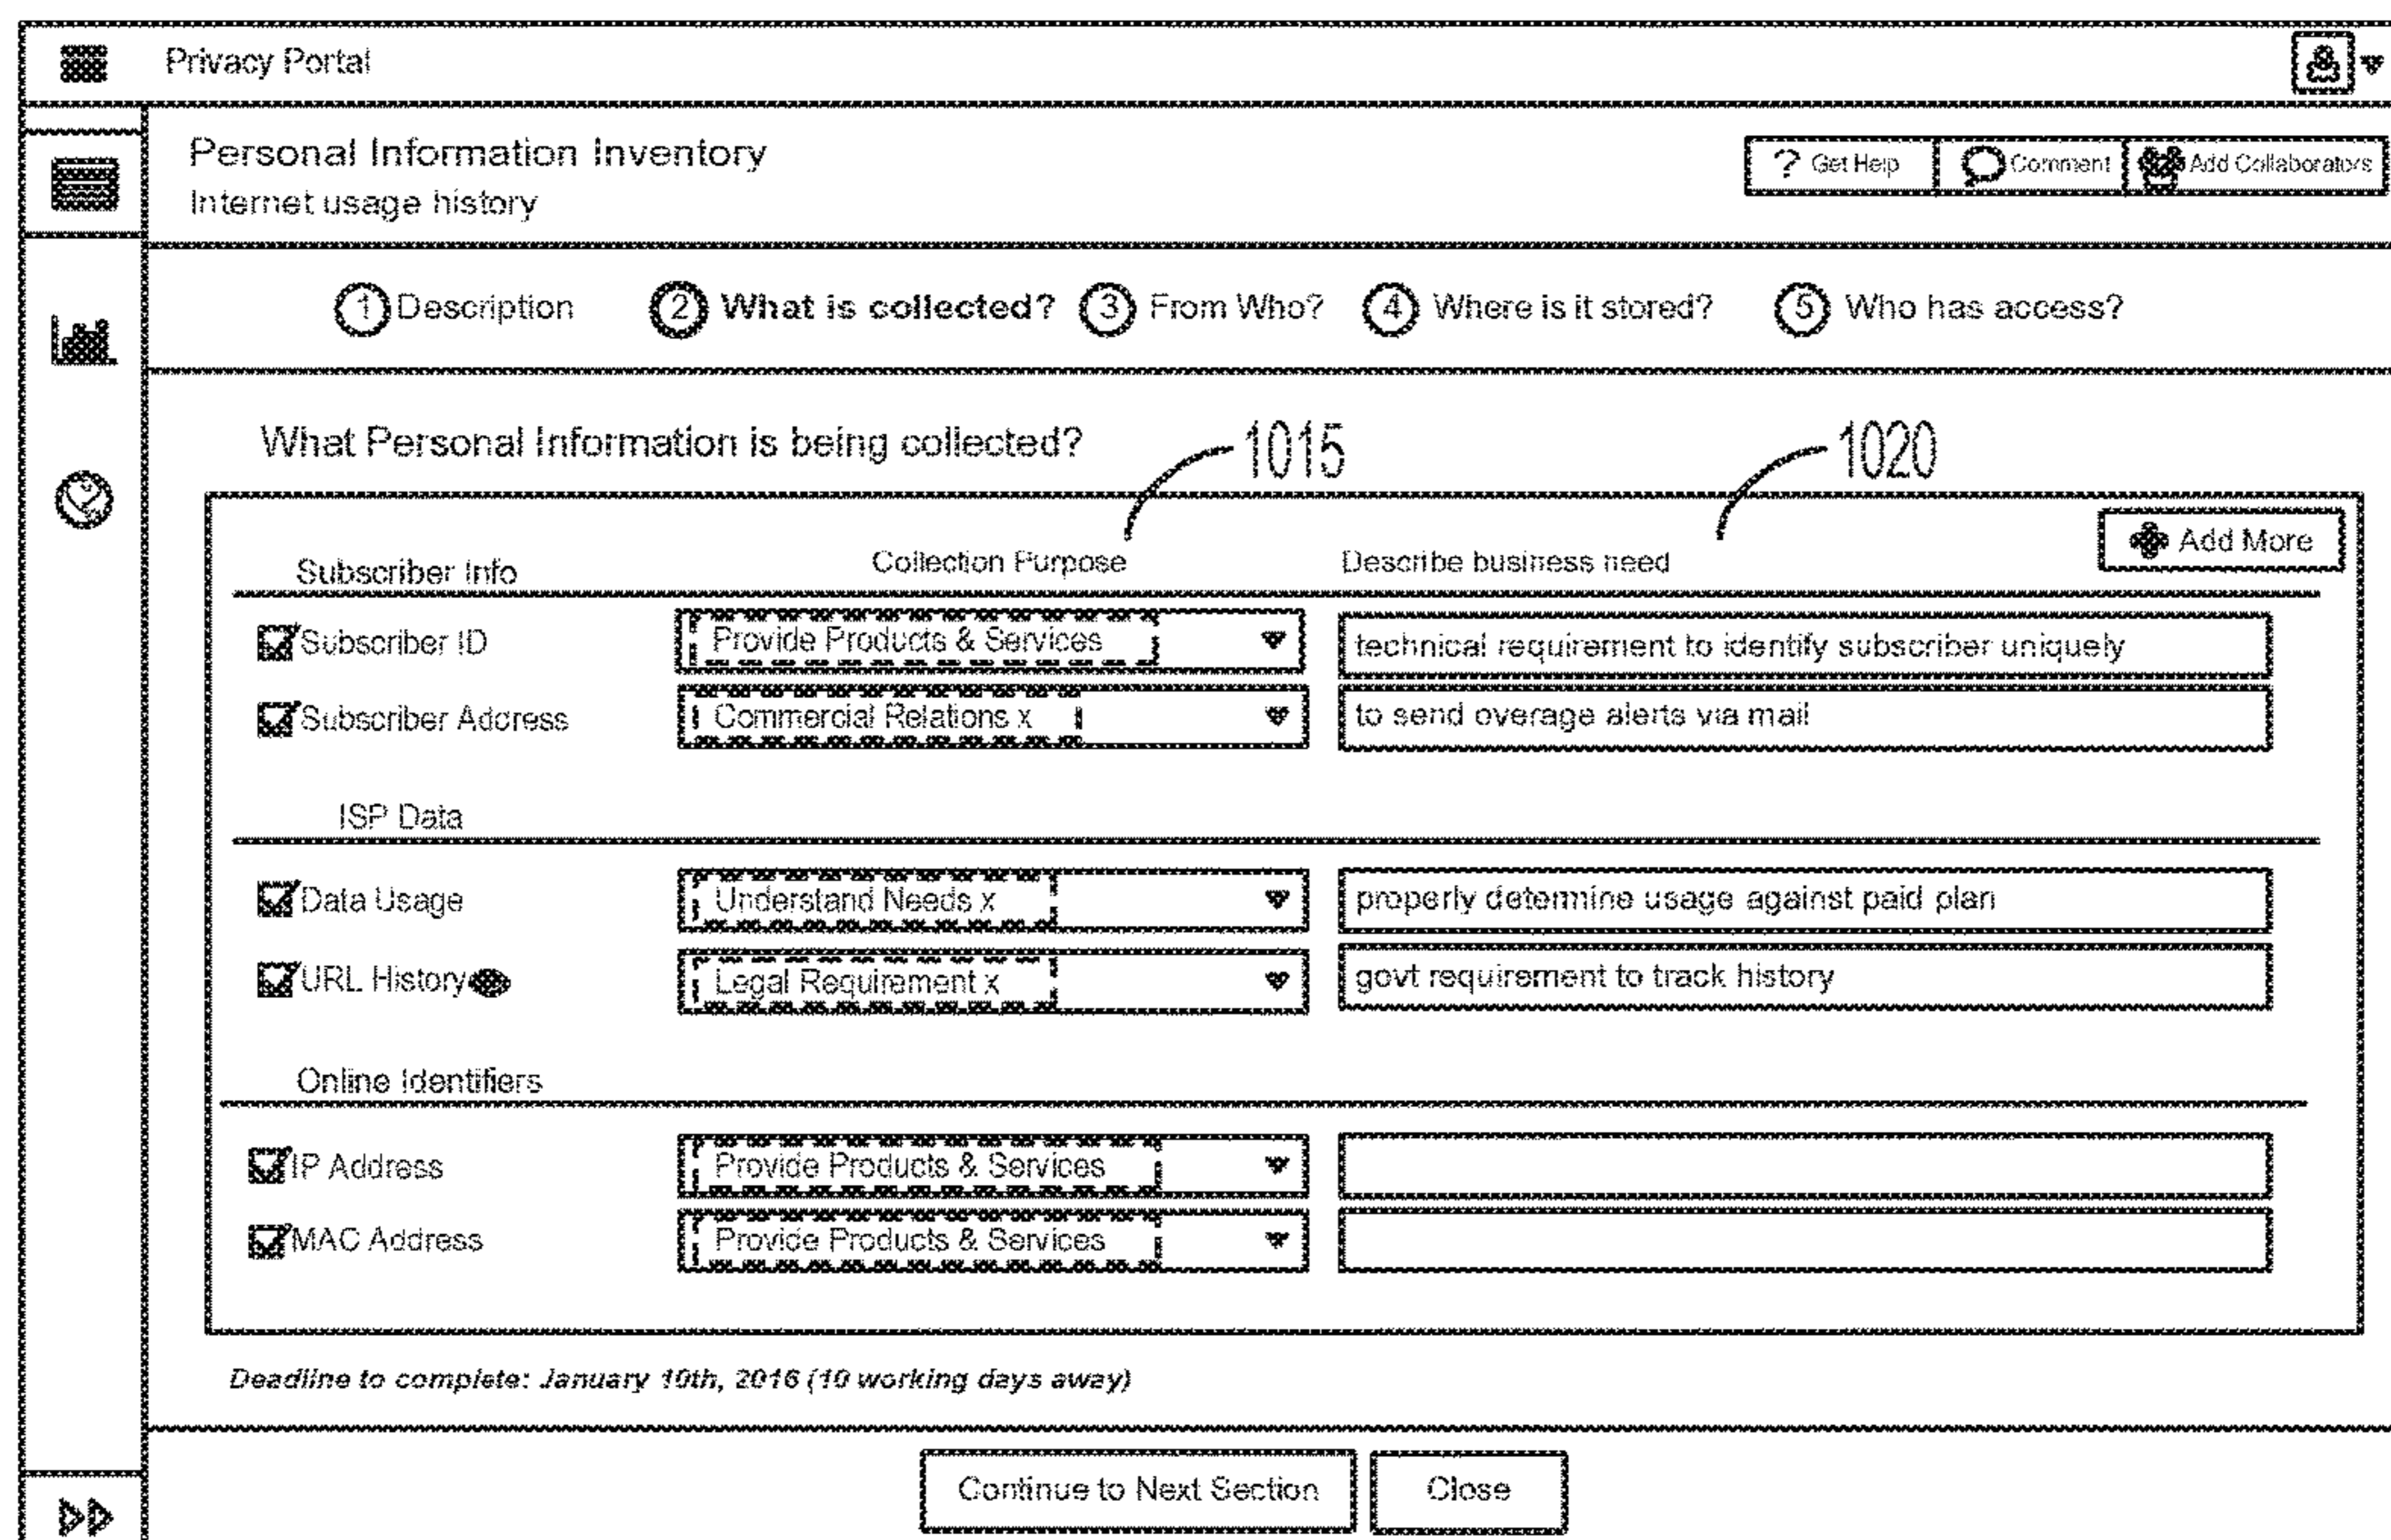 Privacy Portal
Personal Information Inventory
? Get Help Comment Add Collaborators
Internet usage history
1 Description 2 What is collected? 3 From Who? 4 Where is it stored? 5 Who has access?
What Personal Information is being collected? 1015 1020
Add More
Subscriber Info Collection Purpose Describe business need
Subscriber ID Provide Products & Services technical requirement to identify subscriber uniquely
Subscriber Address Commercial Relations x to send overage alerts via mail
ISP Data
Data Usage Understand Needs x properly determine usage against paid plan
URL History Legal Requirement x govt requirement to track history
Online Identifiers
IP Address Provide Products & Services
MAC Address Provide Products & Services
Deadline to complete: January 10th, 2016 (10 working days away)
Continue to Next Section Close